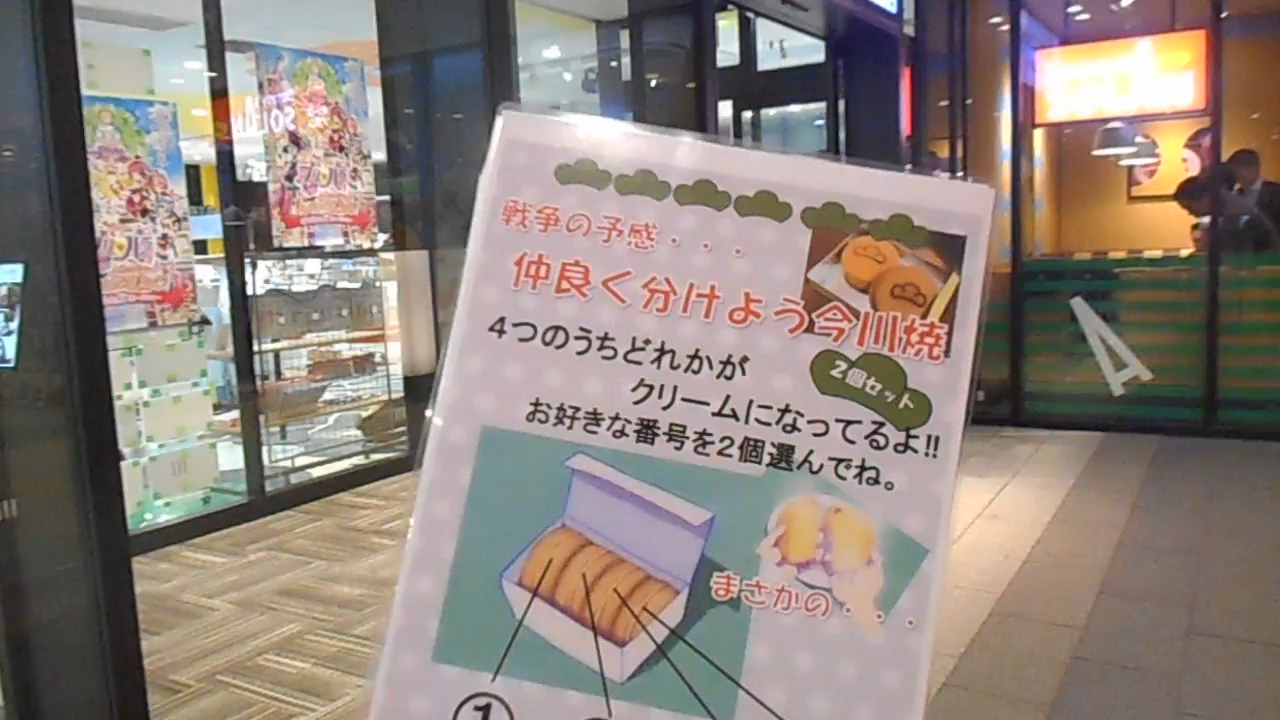 戦争の予感・・・
仲良く分けよう今川焼
2個セット
4つのうちどれかが
クリームになってるよ!!
お好きな番号を2個選んでね。
まさかの・・・
①